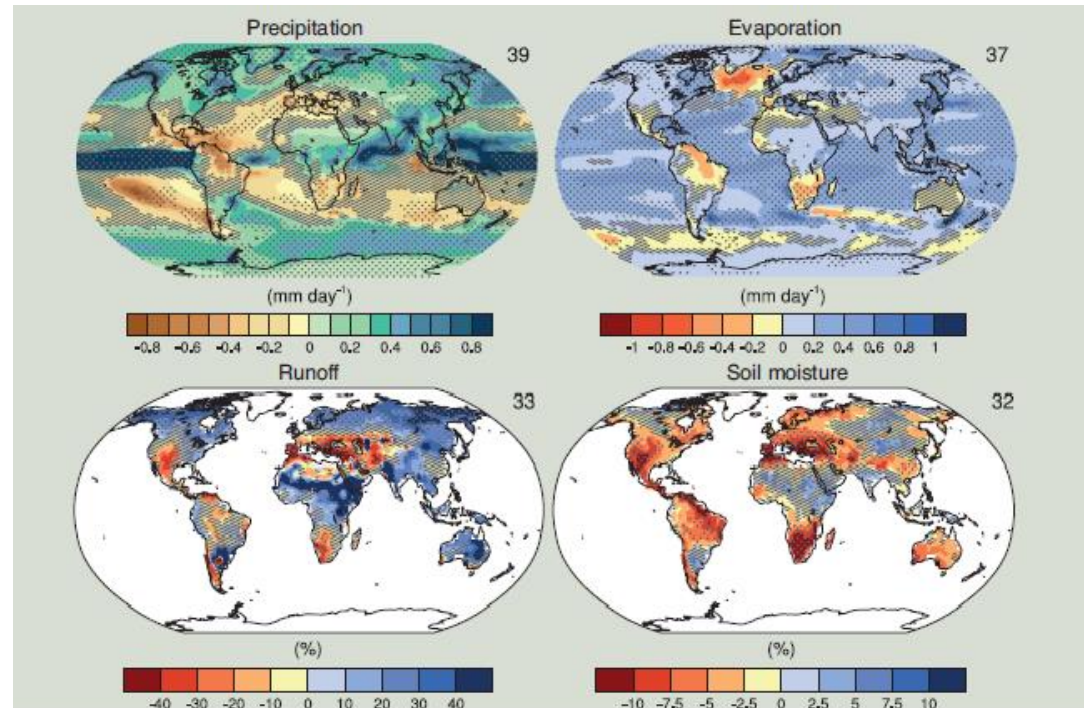 Precipitation
39
Evaporation
37
(mm day⁻¹)
-0.8 -0.6 -0.4 -0.2 0 0.2 0.4 0.6 0.8
(mm day⁻¹)
-1 -0.8 -0.6 -0.4 -0.2 0 0.2 0.4 0.6 0.8 1
Runoff
33
Soil moisture
32
(%)
-40 -30 -20 -10 0 10 20 30 40
(%)
-10 -7.5 -5 -2.5 0 2.5 5 7.5 10